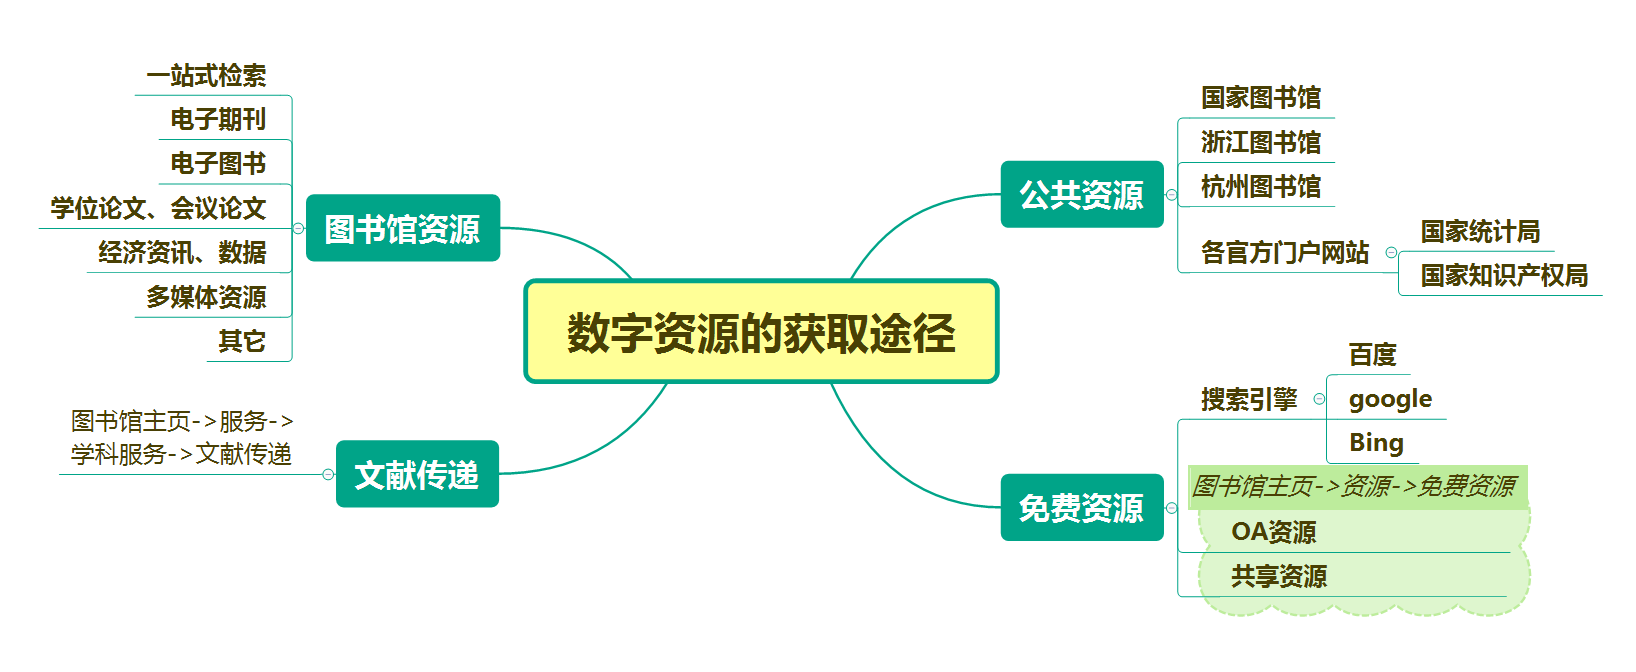 数字资源的获取途径
图书馆资源
一站式检索
电子期刊
电子图书
学位论文、会议论文
经济资讯、数据
多媒体资源
其它
文献传递
图书馆主页->服务->
学科服务->文献传递
公共资源
国家图书馆
浙江图书馆
杭州图书馆
各官方门户网站
国家统计局
国家知识产权局
免费资源
搜索引擎
百度
google
Bing
图书馆主页->资源->免费资源
OA资源
共享资源